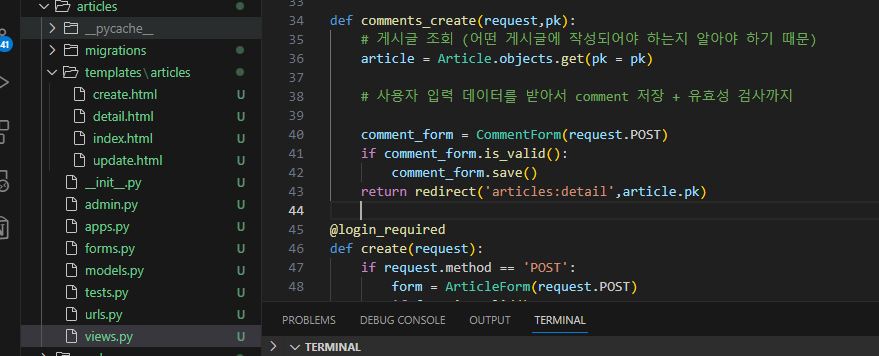 articles
__pycache__
migrations
templates\articles
create.html U
detail.html U
index.html U
update.html U
__init__.py U
admin.py U
apps.py U
forms.py U
models.py U
tests.py U
urls.py U
views.py U
41
33
34 def comments_create(request,pk):
35 # 게시글 조회 (어떤 게시글에 작성되어야 하는지 알아야 하기 때문)
36 article = Article.objects.get(pk = pk)
37
38 # 사용자 입력 데이터를 받아서 comment 저장 + 유효성 검사까지
39
40 comment_form = CommentForm(request.POST)
41 if comment_form.is_valid():
42 comment_form.save()
43 return redirect('articles:detail',article.pk)
44
45 @login_required
46 def create(request):
47 if request.method == 'POST':
48 form = ArticleForm(request.POST)
PROBLEMS DEBUG CONSOLE OUTPUT TERMINAL
TERMINAL